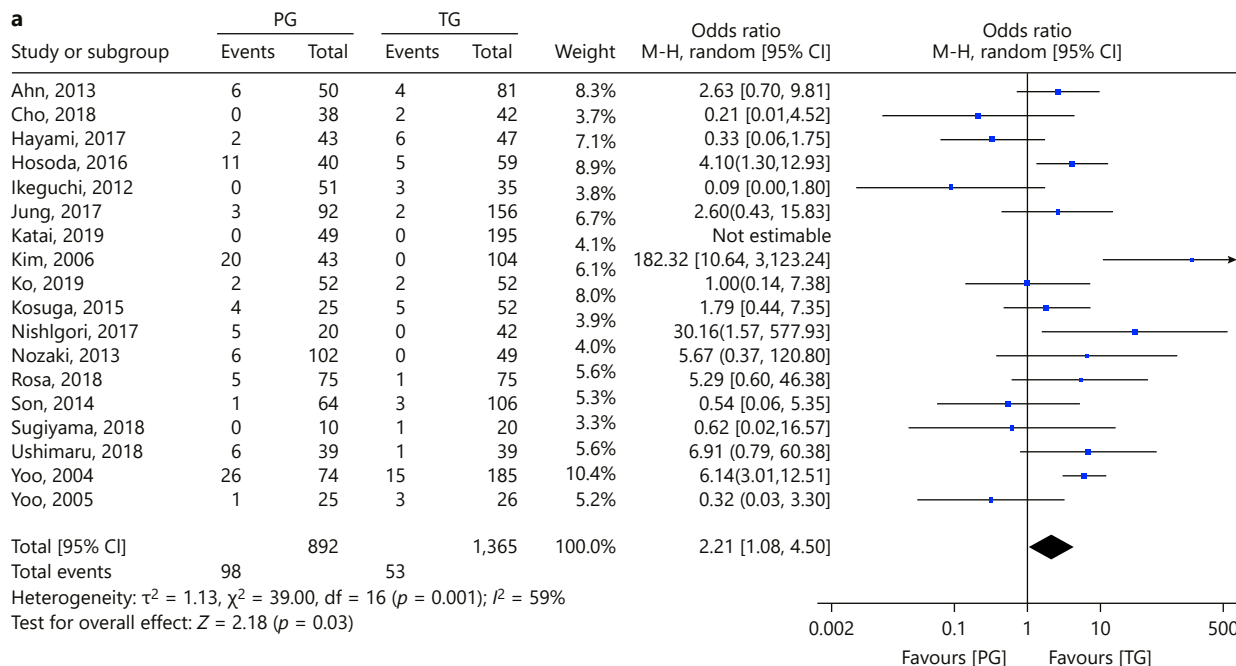 a
PG TG Odds ratio Odds ratio
Study or subgroup Events Total Events Total Weight M-H, random [95% CI] M-H, random [95% CI]
Ahn, 2013 6 50 4 81 8.3% 2.63 [0.70, 9.81]
Cho, 2018 0 38 2 42 3.7% 0.21 [0.01,4.52]
Hayami, 2017 2 43 6 47 7.1% 0.33 [0.06,1.75]
Hosoda, 2016 11 40 5 59 8.9% 4.10(1.30,12.93]
Ikeguchi, 2012 0 51 3 35 3.8% 0.09 [0.00,1.80]
Jung, 2017 3 92 2 156 6.7% 2.60(0.43, 15.83]
Katai, 2019 0 49 0 195 4.1% Not estimable
Kim, 2006 20 43 0 104 6.1% 182.32 [10.64, 3,123.24]
Ko, 2019 2 52 2 52 8.0% 1.00(0.14, 7.38]
Kosuga, 2015 4 25 5 52 3.9% 1.79 [0.44, 7.35]
Nishlgori, 2017 5 20 0 42 4.0% 30.16(1.57, 577.93]
Nozaki, 2013 6 102 0 49 5.6% 5.67 (0.37, 120.80]
Rosa, 2018 5 75 1 75 5.3% 5.29 [0.60, 46.38]
Son, 2014 1 64 3 106 3.3% 0.54 [0.06, 5.35]
Sugiyama, 2018 0 10 1 20 5.6% 0.62 [0.02,16.57]
Ushimaru, 2018 6 39 1 39 10.4% 6.91 (0.79, 60.38]
Yoo, 2004 26 74 15 185 5.2% 6.14(3.01,12.51]
Yoo, 2005 1 25 3 26 0.32 (0.03, 3.30]
Total [95% CI] 892 1,365 100.0% 2.21 [1.08, 4.50]
Total events 98 53
Heterogeneity: τ² = 1.13, χ² = 39.00, df = 16 (p = 0.001); I² = 59%
Test for overall effect: Z = 2.18 (p = 0.03)
0.002 0.1 1 10 500
Favours [PG] Favours [TG]